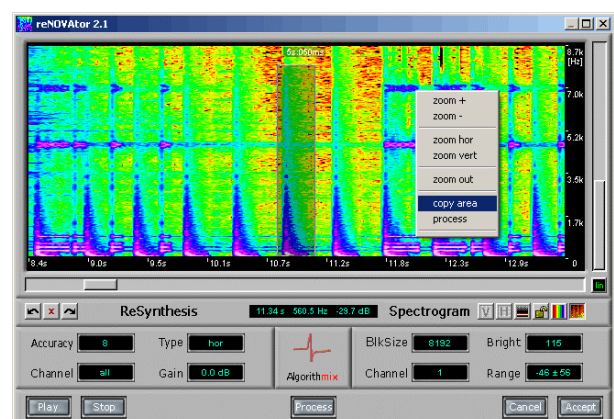 reNOVAtor 2.1
6s:060ms
8.7k
[Hz]
7.0k
5.2k
3.5k
1.7k
0
zoom +
zoom -
zoom hor
zoom vert
zoom out
copy area
process
8.4s 9.0s 9.5s 10.1s 10.7s 11.2s 11.8s 12.3s 12.9s
lin
x ReSynthesis 11.34 s 560.5 Hz -29.7 dB Spectrogram V H
Accuracy 8 Type hor BlkSize 8192 Bright 115
Channel all Gain 0.0 dB Algorithmix Channel 1 Range -46 ± 56
Play Stop Process Cancel Accept